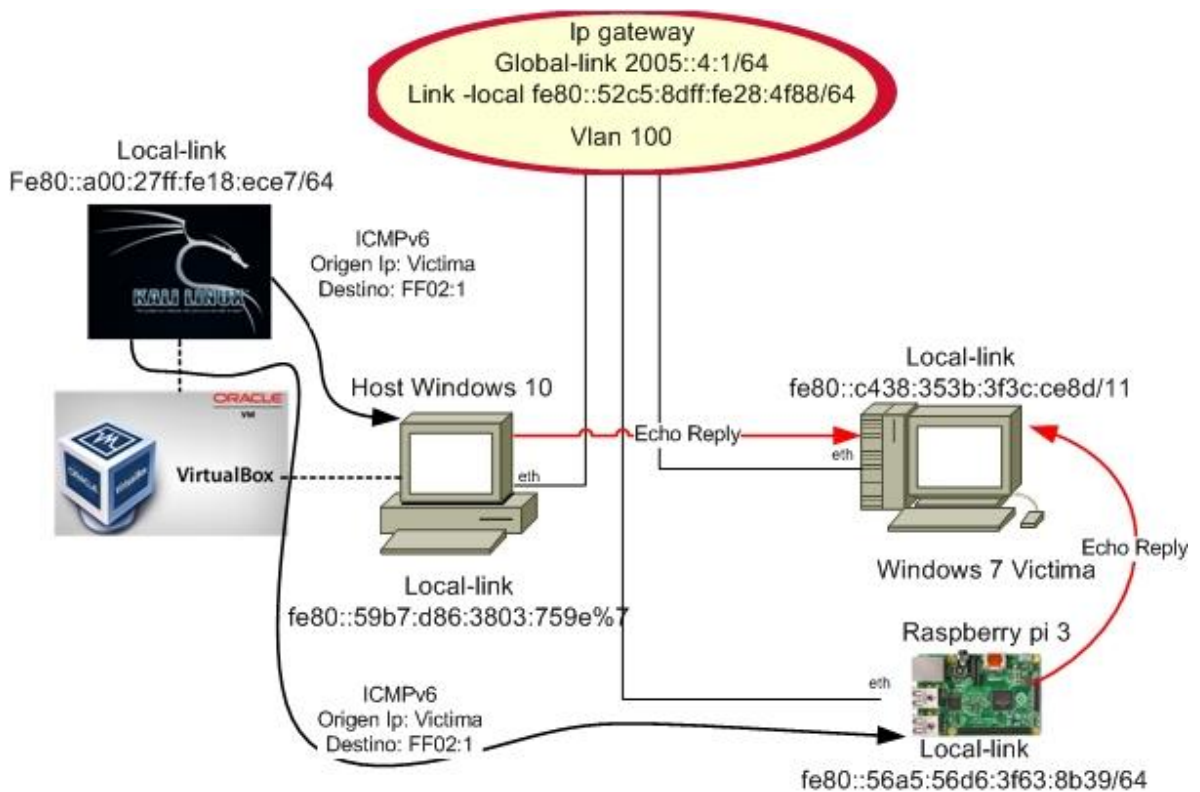 Ip gateway
Global-link 2005::4:1/64
Link -local fe80::52c5:8dff:fe28:4f88/64
Vlan 100
Local-link
Fe80::a00:27ff:fe18:ece7/64
KALI LINUX
ICMPv6
Origen Ip: Victima
Destino: FF02:1
ORACLE
VM
VirtualBox
Host Windows 10
eth
Local-link
fe80::59b7:d86:3803:759e%7
Echo Reply
Local-link
fe80::c438:353b:3f3c:ce8d/11
eth
Windows 7 Victima
Echo Reply
Raspberry pi 3
eth
Local-link
fe80::56a5:56d6:3f63:8b39/64
ICMPv6
Origen Ip: Victima
Destino: FF02:1